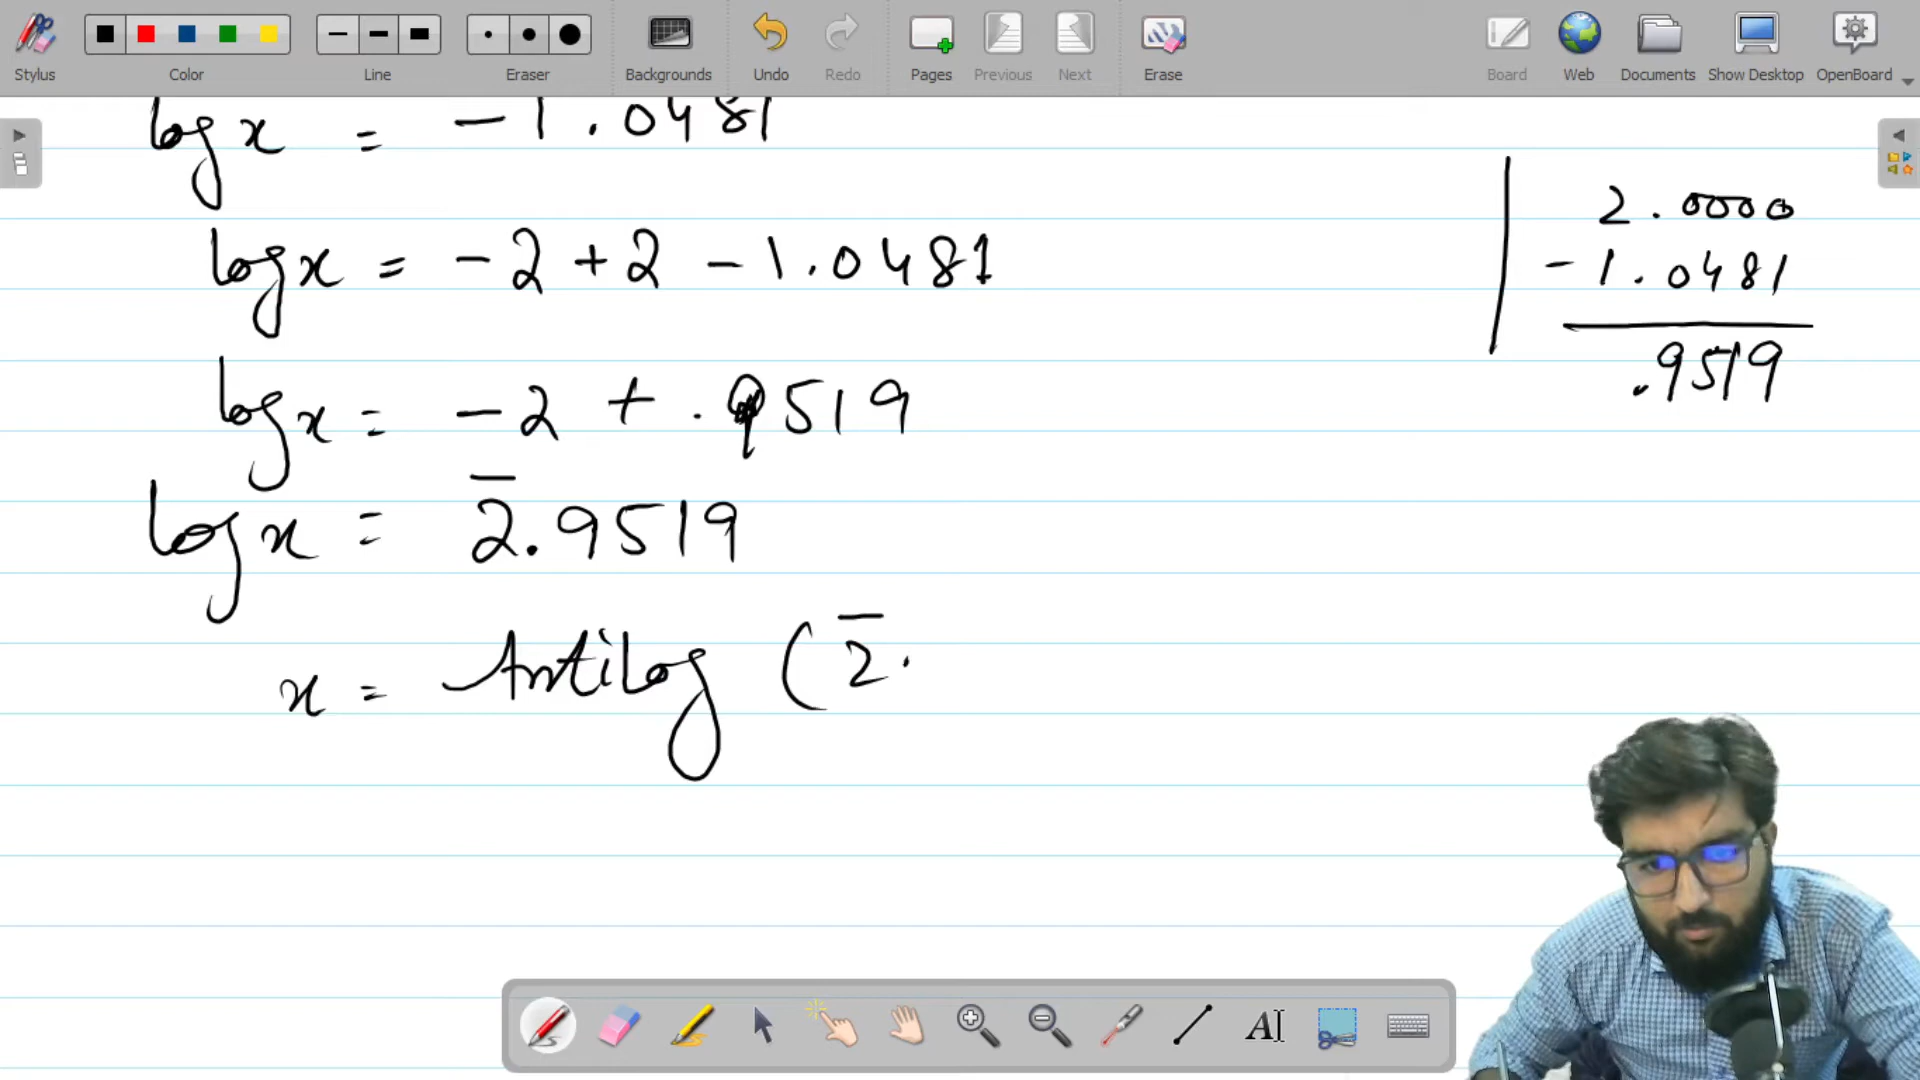 Stylus Color Line Eraser Backgrounds Undo Redo Pages Previous Next Erase Board Web Documents Show Desktop OpenBoard
log x = - 1.0481
log x = - 2 + 2 - 1.0481
log x = - 2 + .9519
log x = 2̅.9519
x = Antilog ( 2̅.
2.0000
- 1.0481
.9519